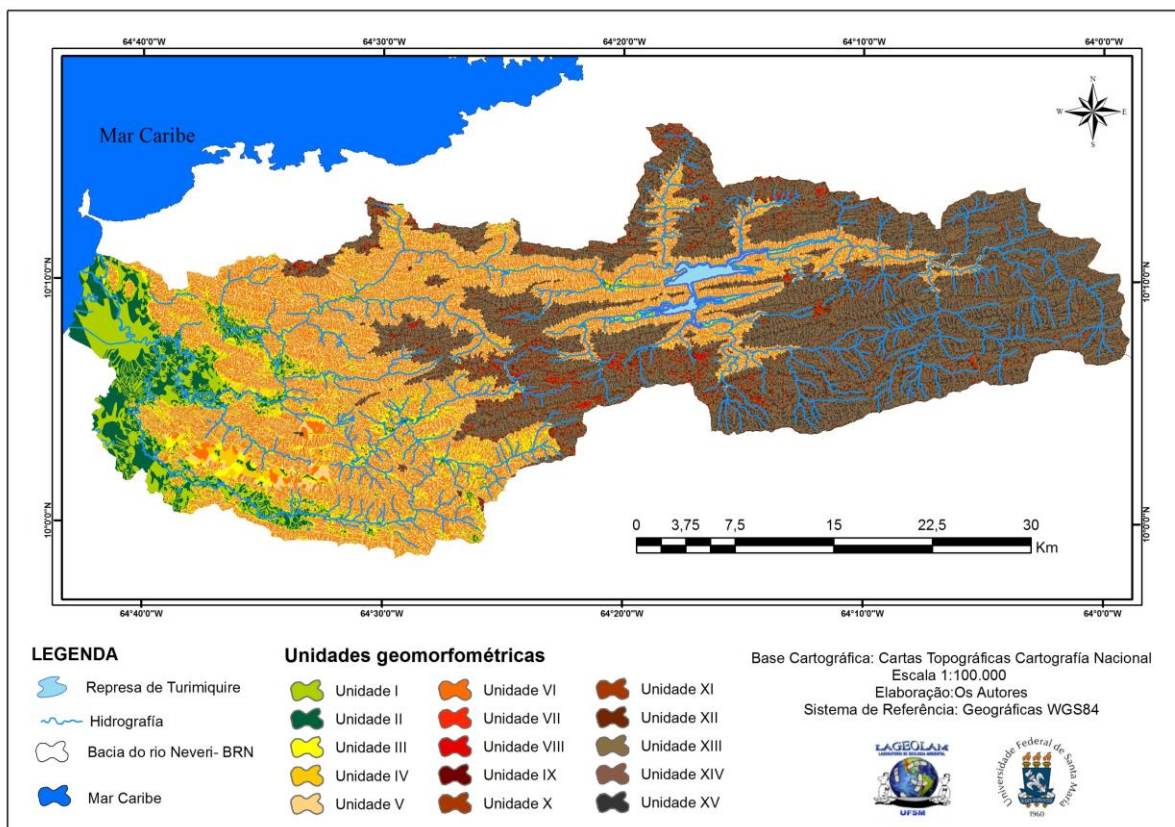 64°40'0"W 64°30'0"W 64°20'0"W 64°10'0"W 64°0'0"W
Mar Caribe
N
W E
S
10°10'0"N 10°10'0"N
10°0'0"N 10°0'0"N
0 3,75 7,5 15 22,5 30
Km
64°40'0"W 64°30'0"W 64°20'0"W 64°10'0"W 64°0'0"W
LEGENDA
Represa de Turimiquire
Hidrografía
Bacia do rio Neveri- BRN
Mar Caribe
Unidades geomorfométricas
Unidade I
Unidade II
Unidade III
Unidade IV
Unidade V
Unidade VI
Unidade VII
Unidade VIII
Unidade IX
Unidade X
Unidade XI
Unidade XII
Unidade XIII
Unidade XIV
Unidade XV
Base Cartográfica: Cartas Topográficas Cartografía Nacional
Escala 1:100.000
Elaboração:Os Autores
Sistema de Referência: Geográficas WGS84
LAGEOLAM
LABORATÓRIO DE GEOLOGIA AMBIENTAL
UFSM
Universidade Federal de Santa Maria
1960